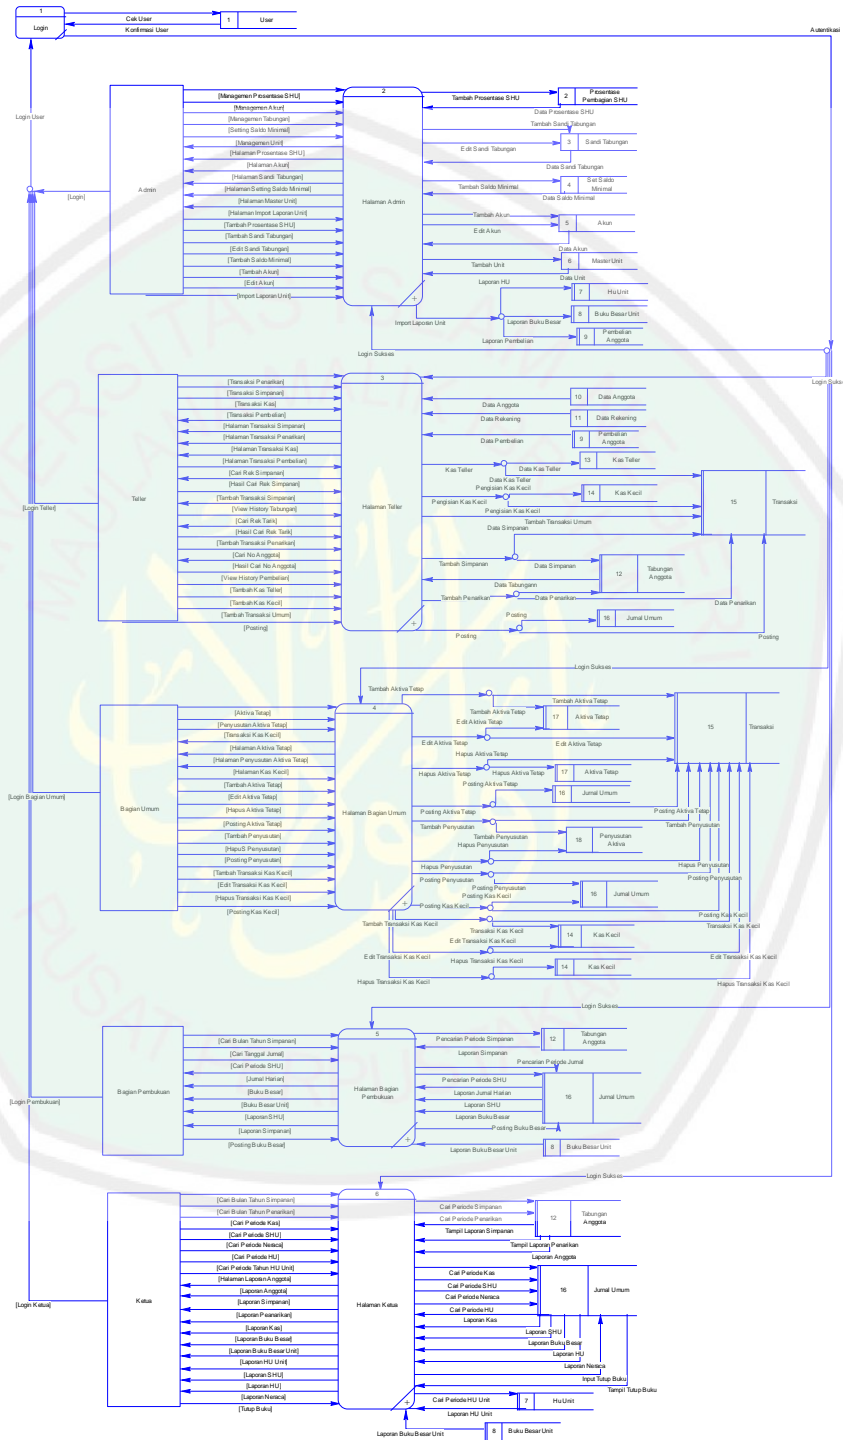 1
Login
Cek User
Konfirmasi User
1
User
Autentikasi
Login User
[Login]
Admin
[Managemen Prosentase SHU]
[Managemen Akun]
[Managemen Tabungan]
[Setting Saldo Minimal]
[Managemen Unit]
[Halaman Prosentase SHU]
[Halaman Akun]
[Halaman Sandi Tabungan]
[Halaman Setting Saldo Minimal]
[Halaman Master Unit]
[Halaman Import Laporan Unit]
[Tambah Prosentase SHU]
[Tambah Sandi Tabungan]
[Edit Sandi Tabungan]
[Tambah Saldo Minimal]
[Tambah Akun]
[Edit Akun]
[Import Laporan Unit]
2
Halaman Admin
Tambah Prosentase SHU
2
Prosentase
Pembagian SHU
Data Prosentase SHU
Tambah Sandi Tabungan
Edit Sandi Tabungan
3
Sandi Tabungan
Data Sandi Tabungan
Tambah Saldo Minimal
4
Set Saldo
Minimal
Data Saldo Minimal
Tambah Akun
Edit Akun
5
Akun
Data Akun
Tambah Unit
6
Master Unit
Data Unit
Laporan HU
7
Hu Unit
Import Laporan Unit
Laporan Buku Besar
8
Buku Besar Unit
Laporan Pembelian
9
Pembelian
Anggota
Login Sukses
Login Sukses
Teller
[Login Teller]
[Transaksi Penarikan]
[Transaksi Simpanan]
[Transaksi Kas]
[Transaksi Pembelian]
[Halaman Transaksi Simpanan]
[Halaman Transaksi Penarikan]
[Halaman Transaksi Kas]
[Halaman Transaksi Pembelian]
[Cari Rek Simpanan]
[Hasil Cari Rek Simpanan]
[Tambah Transaksi Simpanan]
[View History Tabungan]
[Cari Rek Tarik]
[Hasil Cari Rek Tarik]
[Tambah Transaksi Penarikan]
[Cari No Anggota]
[Hasil Cari No Anggota]
[View History Pembelian]
[Tambah Kas Teller]
[Tambah Kas Kecil]
[Tambah Transaksi Umum]
[Posting]
3
Halaman Teller
Data Anggota
10
Data Anggota
Data Rekening
11
Data Rekening
Data Pembelian
9
Pembelian
Anggota
Kas Teller
Data Kas Teller
13
Kas Teller
Data Kas Teller
Pengisian Kas Kecil
Pengisian Kas Kecil
14
Kas Kecil
Pengisian Kas Kecil
Tambah Transaksi Umum
15
Transaksi
Data Simpanan
Tambah Simpanan
Data Simpanan
12
Tabungan
Anggota
Data Tabungann
Tambah Penarikan
Data Penarikan
Data Penarikan
Posting
16
Jurnal Umum
Posting
Posting
Login Sukses
Bagian Umum
[Login Bagian Umum]
[Aktiva Tetap]
[Penyusutan Aktiva Tetap]
[Transaksi Kas Kecil]
[Halaman Aktiva Tetap]
[Halaman Penyusutan Aktiva Tetap]
[Halaman Kas Kecil]
[Tambah Aktiva Tetap]
[Edit Aktiva Tetap]
[Hapus Aktiva Tetap]
[Posting Aktiva Tetap]
[Tambah Penyusutan]
[HapuS Penyusutan]
[Posting Penyusutan]
[Tambah Transaksi Kas Kecil]
[Edit Transaksi Kas Kecil]
[Hapus Transaksi Kas Kecil]
[Posting Kas Kecil]
4
Halaman Bagian Umum
Tambah Aktiva Tetap
Tambah Aktiva Tetap
Tambah Aktiva Tetap
17
Aktiva Tetap
Edit Aktiva Tetap
Edit Aktiva Tetap
Edit Aktiva Tetap
15
Transaksi
Hapus Aktiva Tetap
Hapus Aktiva Tetap
Hapus Aktiva Tetap
17
Aktiva Tetap
Posting Aktiva Tetap
16
Jurnal Umum
Posting Aktiva Tetap
Posting Aktiva Tetap
Tambah Penyusutan
Tambah Penyusutan
Tambah Penyusutan
18
Penyusutan
Aktiva
Hapus Penyusutan
Hapus Penyusutan
Hapus Penyusutan
Posting Penyusutan
Posting Penyusutan
Posting Penyusutan
16
Jurnal Umum
Posting Kas Kecil
Posting Kas Kecil
Posting Kas Kecil
Tambah Transaksi Kas Kecil
Transaksi Kas Kecil
Transaksi Kas Kecil
14
Kas Kecil
Edit Transaksi Kas Kecil
Edit Transaksi Kas Kecil
Edit Transaksi Kas Kecil
Hapus Transaksi Kas Kecil
14
Kas Kecil
Hapus Transaksi Kas Kecil
Hapus Transaksi Kas Kecil
Login Sukses
Bagian Pembukuan
[Login Pembukuan]
[Cari Bulan Tahun Simpanan]
[Cari Tanggal Jurnal]
[Cari Periode SHU]
[Jurnal Harian]
[Buku Besar]
[Buku Besar Unit]
[Laporan SHU]
[Laporan Simpanan]
[Posting Buku Besar]
5
Halaman Bagian
Pembukuan
Pencarian Periode Simpanan
12
Tabungan
Anggota
Laporan Simpanan
Pencarian Periode Jurnal
Pencarian Periode SHU
Laporan Jurnal Harian
Laporan SHU
Laporan Buku Besar
Posting Buku Besar
16
Jurnal Umum
Laporan Buku Besar Unit
8
Buku Besar Unit
Login Sukses
Ketua
[Login Ketua]
[Cari Bulan Tahun Simpanan]
[Cari Bulan Tahun Penarikan]
[Cari Periode Kas]
[Cari Periode SHU]
[Cari Periode Neraca]
[Cari Periode HU]
[Cari Periode Tahun HU Unit]
[Halaman Laporan Anggota]
[Laporan Anggota]
[Laporan Simpanan]
[Laporan Peanarikan]
[Laporan Kas]
[Laporan Buku Besar]
[Laporan Buku Besar Unit]
[Laporan HU Unit]
[Laporan SHU]
[Laporan HU]
[Laporan Neraca]
[Tutup Buku]
6
Halaman Ketua
Cari Periode Simpanan
Cari Periode Penarikan
Tampil Laporan Simpanan
12
Tabungan
Anggota
Tampil Laporan Penarikan
Laporan Anggota
Cari Periode Kas
Cari Periode SHU
Cari Periode Neraca
Cari Periode HU
Laporan Kas
16
Jurnal Umum
Laporan SHU
Laporan Buku Besar
Laporan HU
Laporan Neraca
Input Tutup Buku
Tampil Tutup Buku
Cari Periode HU Unit
7
Hu Unit
Laporan HU Unit
Laporan Buku Besar Unit
8
Buku Besar Unit